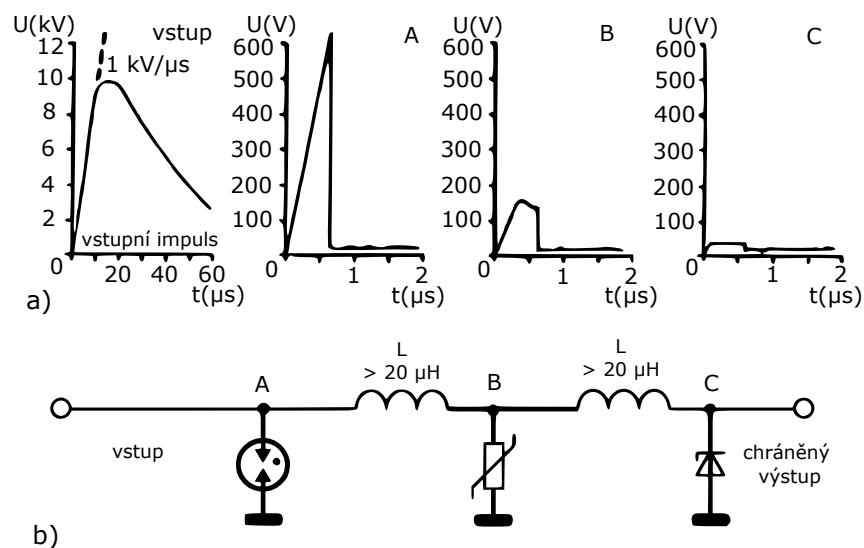 a)
U(kV)
vstup
12
10
8
6
4
2
0
1 kV/µs
vstupní impuls
20
40
60
t(µs)
U(V)
A
600
500
400
300
200
100
0
1
2
t(µs)
U(V)
B
600
500
400
300
200
100
0
1
2
t(µs)
U(V)
C
600
500
400
300
200
100
0
1
2
t(µs)
A
L
> 20 µH
B
L
> 20 µH
C
vstup
chráněný
výstup
b)